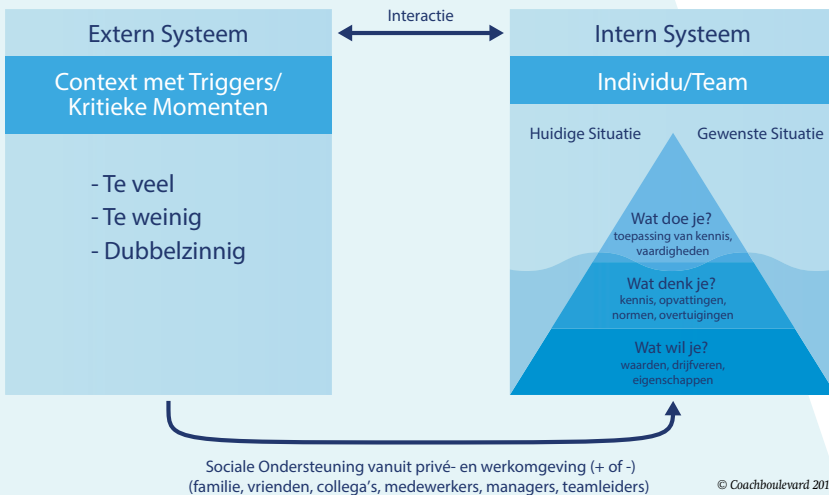 Interactie
Extern Systeem
Context met Triggers/
Kritieke Momenten
- Te veel
- Te weinig
- Dubbelzinnig
Intern Systeem
Individu/Team
Huidige Situatie
Gewenste Situatie
Wat doe je?
toepassing van kennis,
vaardigheden
Wat denk je?
kennis, opvattingen,
normen, overtuigingen
Wat wil je?
waarden, drijfveren,
eigenschappen
Sociale Ondersteuning vanuit privé- en werkomgeving (+ of -)
(familie, vrienden, collega's, medewerkers, managers, teamleiders)
© Coachboulevard